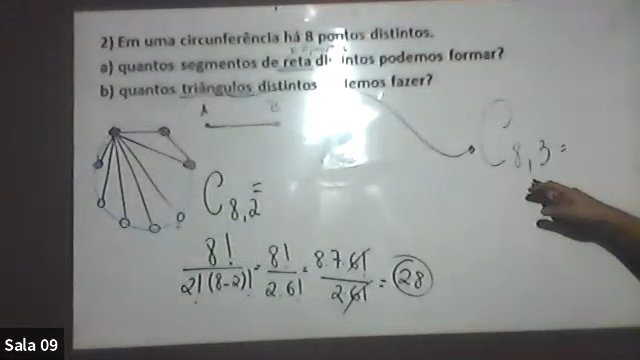 2) Em uma circunferência há 8 pontos distintos.
a) quantos segmentos de reta di intos podemos formar?
b) quantos triângulos distintos demos fazer?
A B
C8,3 =
C8,2 =
8! / 2!(8-2)! = 8! / 2.6! = 8.7.6! / 2.6! = 28
Sala 09